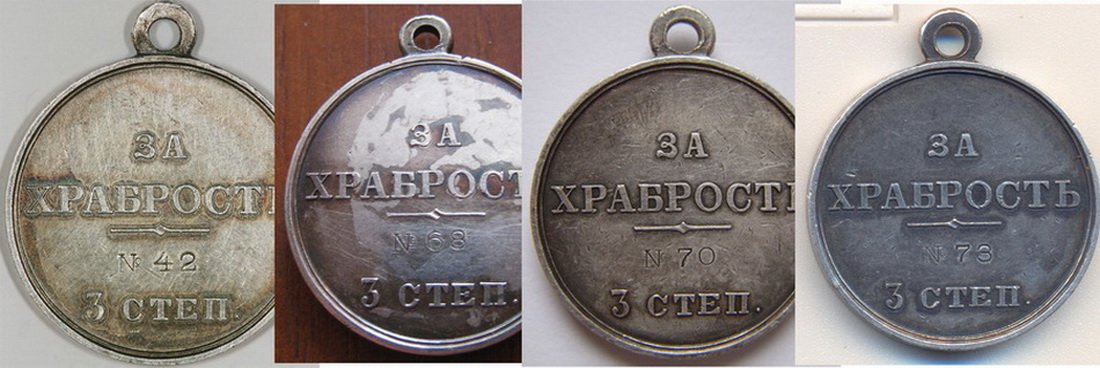 ЗА
ХРАБРОСТЬ
№ 42
3 СТЕП.
ЗА
ХРАБРОСТ
№ 68
3 СТЕП.
ЗА
ХРАБРОСТЬ
№ 70
3 СТЕП.
ЗА
ХРАБРОСТЬ
№ 73
3 СТЕП.